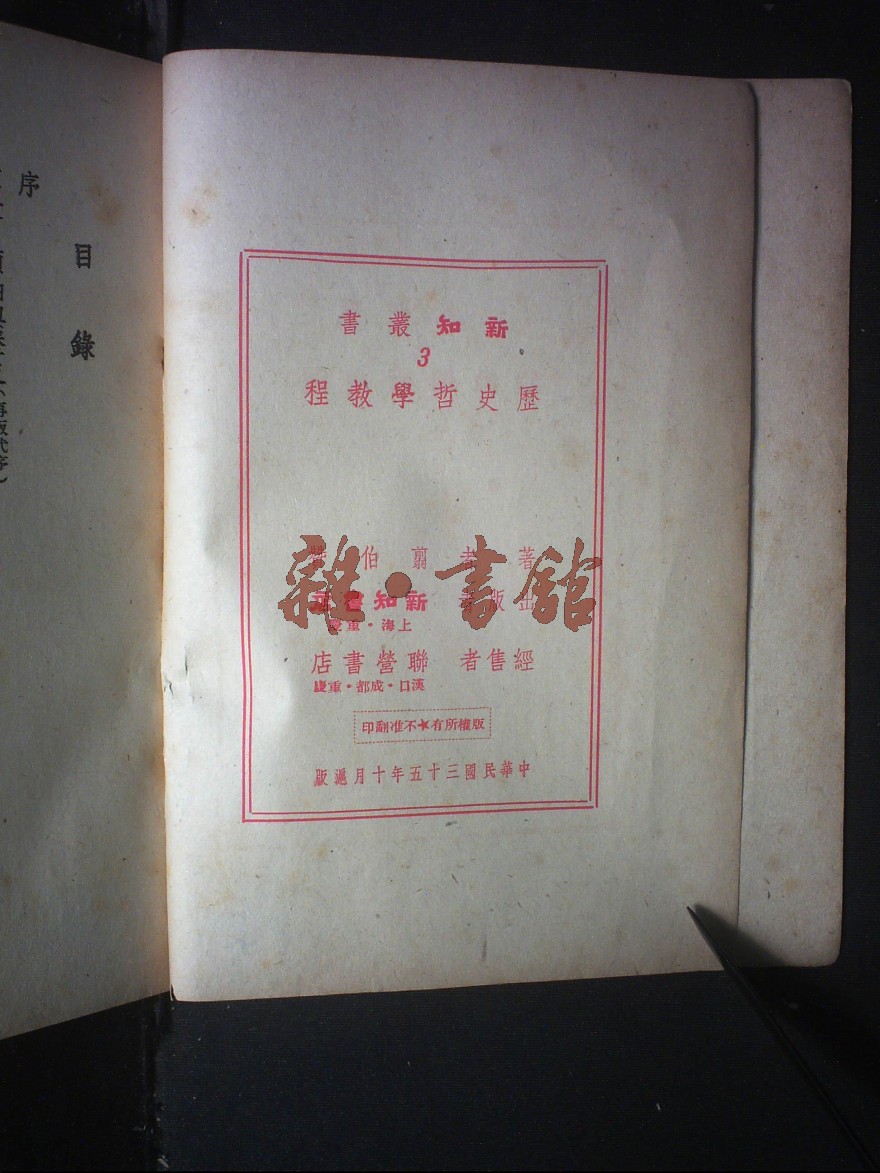 新知叢書
3
歷史哲學教程
著者 翦伯贊
出版者 新知書店
上海・重慶
經售者 聯營書店
漢口・成都・重慶
版權所有★不准翻印
中華民國三十五年十月滬版
雜・書館
目錄
序